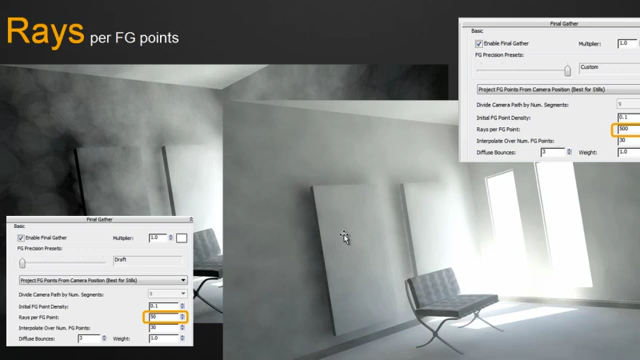 Rays per FG points
Final Gather
Basic
Enable Final Gather Multiplier: 1.0
FG Precision Presets:
Custom
Project FG Points From Camera Position (Best for Stills)
Divide Camera Path by Num. Segments: 9
Initial FG Point Density: 0.1
Rays per FG Point: 500
Interpolate Over Num. FG Points: 30
Diffuse Bounces: 3 Weight: 1.0
Final Gather
Basic
Enable Final Gather Multiplier: 1.0
FG Precision Presets:
Draft
Project FG Points From Camera Position (Best for Stills)
Divide Camera Path by Num. Segments: 9
Initial FG Point Density: 0.1
Rays per FG Point: 50
Interpolate Over Num. FG Points: 30
Diffuse Bounces: 3 Weight: 1.0